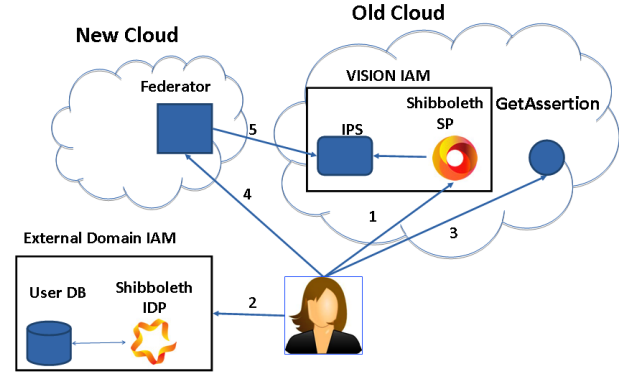 New Cloud
Old Cloud
Federator
VISION IAM
Shibboleth
SP
GetAssertion
IPS
5
4
1
3
External Domain IAM
User DB
Shibboleth
IDP
2